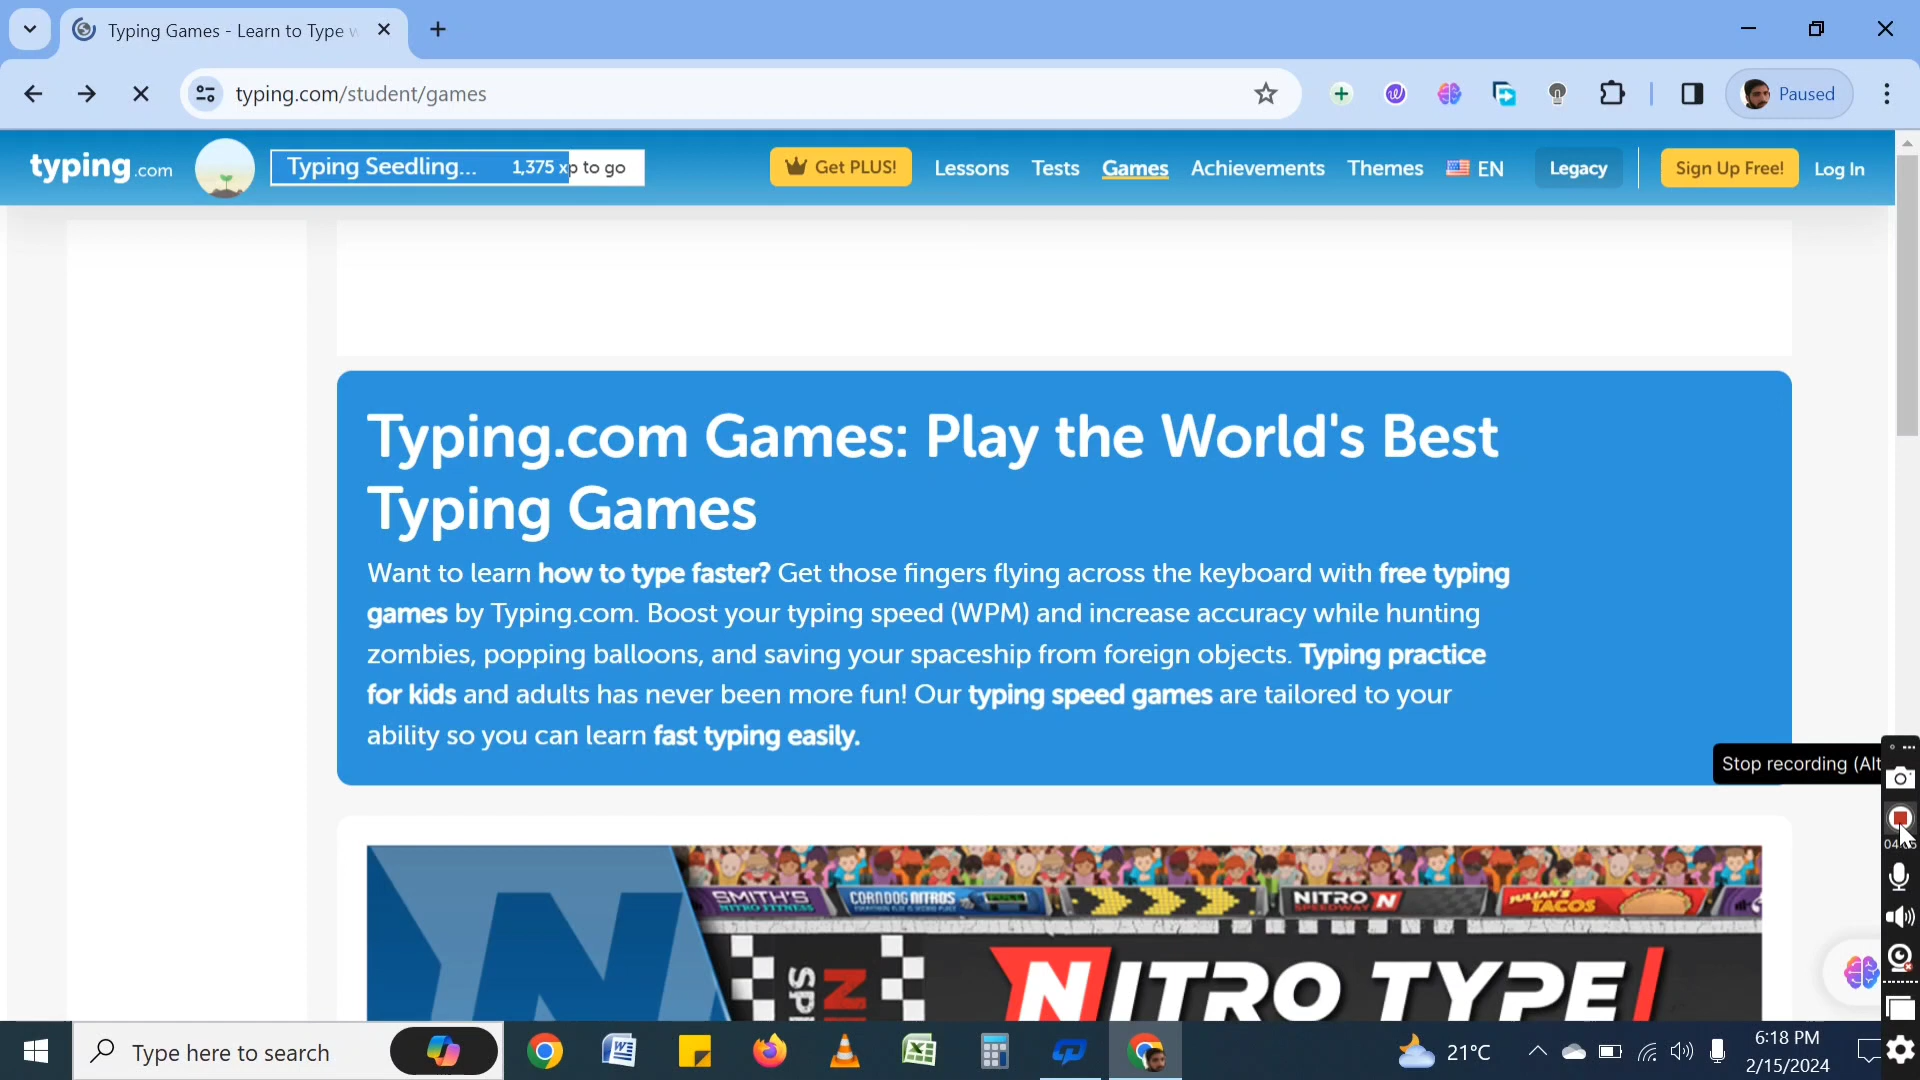 Typing Games - Learn to Type w
typing.com/student/games
Paused
typing.com
Typing Seedling... 1,375 xp to go
Get PLUS!
Lessons
Tests
Games
Achievements
Themes
EN
Legacy
Sign Up Free!
Log In
Typing.com Games: Play the World's Best
Typing Games
Want to learn how to type faster? Get those fingers flying across the keyboard with free typing
games by Typing.com. Boost your typing speed (WPM) and increase accuracy while hunting
zombies, popping balloons, and saving your spaceship from foreign objects. Typing practice
for kids and adults has never been more fun! Our typing speed games are tailored to your
ability so you can learn fast typing easily.
Stop recording (Alt
SMITH'S
NITRO FITNESS
CORNDOG NITROS
NITRO N
SPEEDWAY
JULIAN'S
TACOS
NITRO TYPE
Type here to search
21°C
6:18 PM
2/15/2024